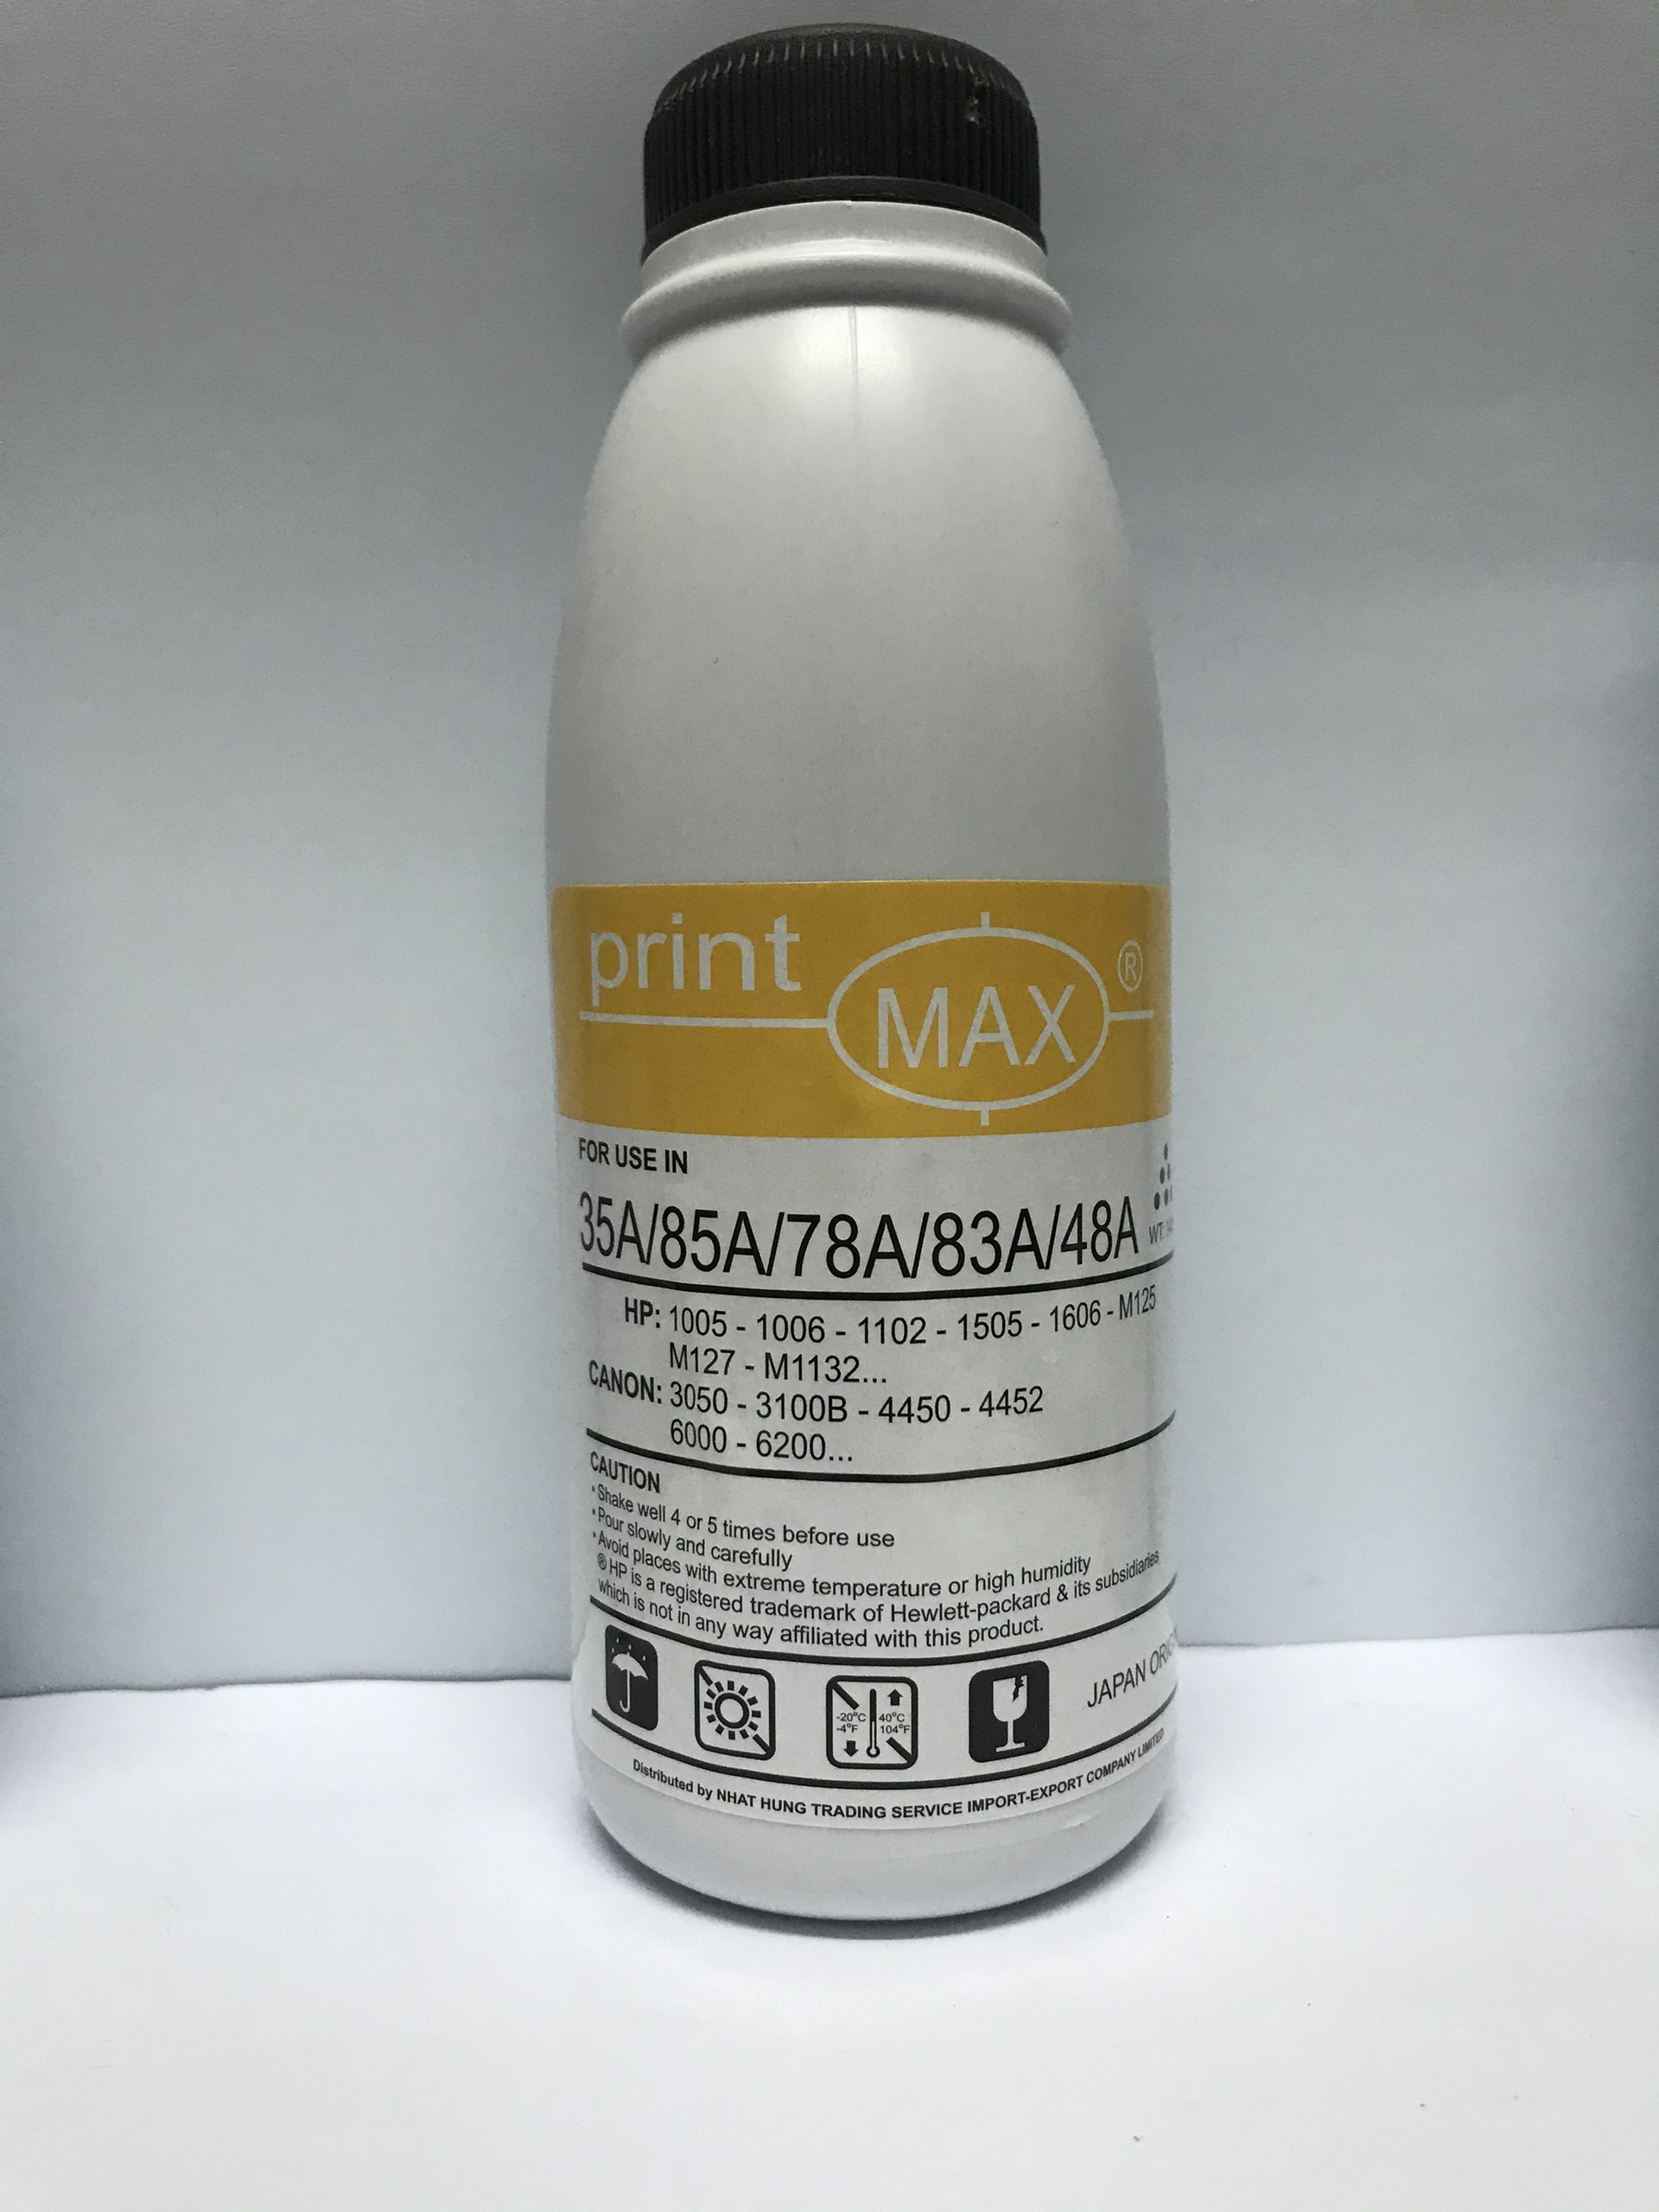 print MAX ®
FOR USE IN
35A/85A/78A/83A/48A
WT:
HP: 1005 - 1006 - 1102 - 1505 - 1606 - M125
M127 - M1132...
CANON: 3050 - 3100B - 4450 - 4452
6000 - 6200...
CAUTION
·Shake well 4 or 5 times before use
·Pour slowly and carefully
·Avoid places with extreme temperature or high humidity
® HP is a registered trademark of Hewlett-packard & its subsidiaries
which is not in any way affiliated with this product.
-20°C 40°C
-4°F 104°F
JAPAN
Distributed by NHAT HUNG TRADING SERVICE IMPORT-EXPORT COMPANY LIMITED